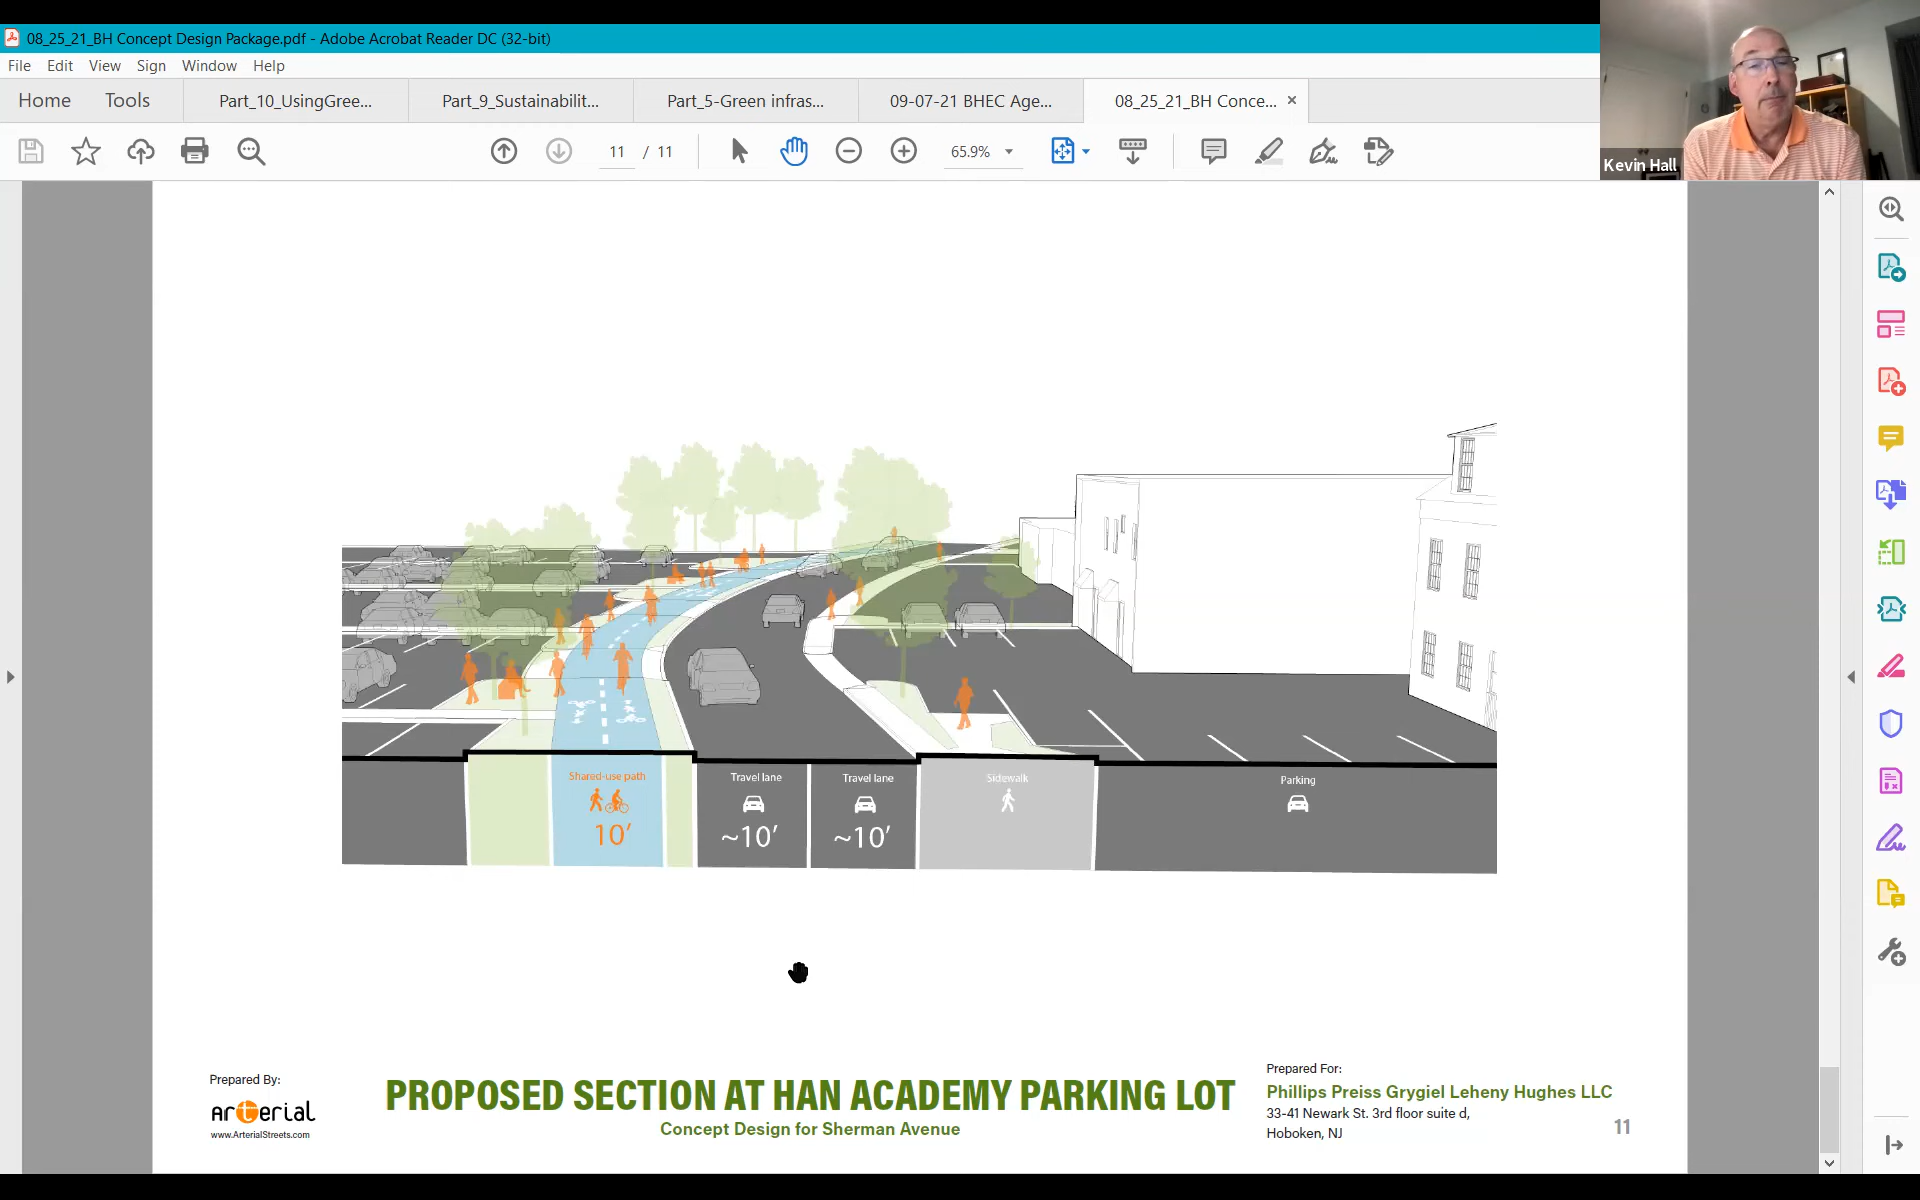 08_25_21_BH Concept Design Package.pdf - Adobe Acrobat Reader DC (32-bit)
File Edit View Sign Window Help
Home Tools Part_10_UsingGree... Part_9_Sustainabilit... Part_5-Green infras... 09-07-21 BHEC Age... 08_25_21_BH Conce... ×
11 / 11 65.9%
Kevin Hall
Shared-use path
10'
Travel lane
~10'
Travel lane
~10'
Sidewalk
Parking
Prepared By:
Arterial
www.ArterialStreets.com
PROPOSED SECTION AT HAN ACADEMY PARKING LOT
Concept Design for Sherman Avenue
Prepared For:
Phillips Preiss Grygiel Leheny Hughes LLC
33-41 Newark St. 3rd floor suite d,
Hoboken, NJ
11